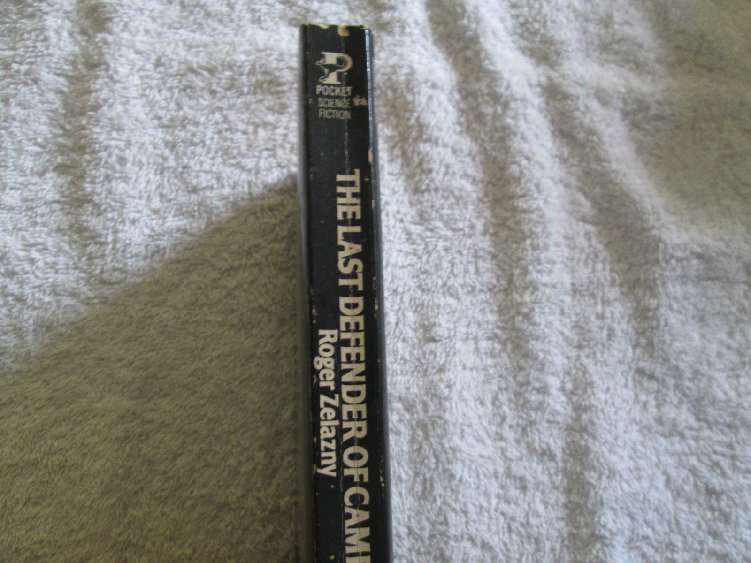 POCKET
SCIENCE
FICTION
THE LAST DEFENDER OF CAM
Roger Zelazny